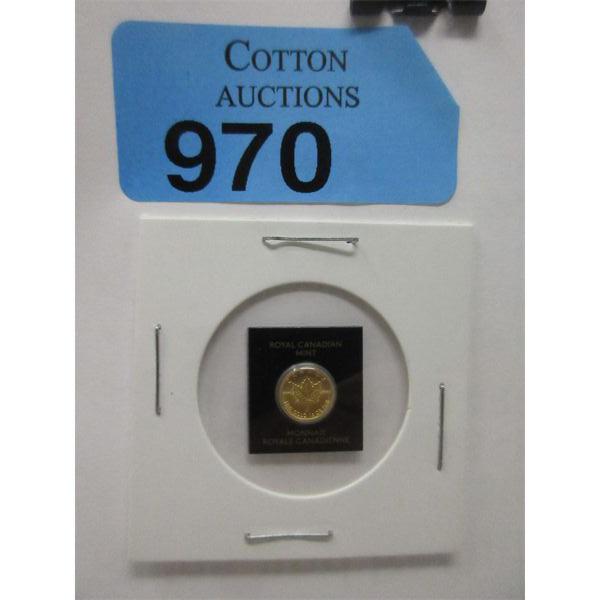 COTTON
AUCTIONS
970
ROYAL CANADIAN
MINT
MONNAIE
ROYALE CANADIENNE